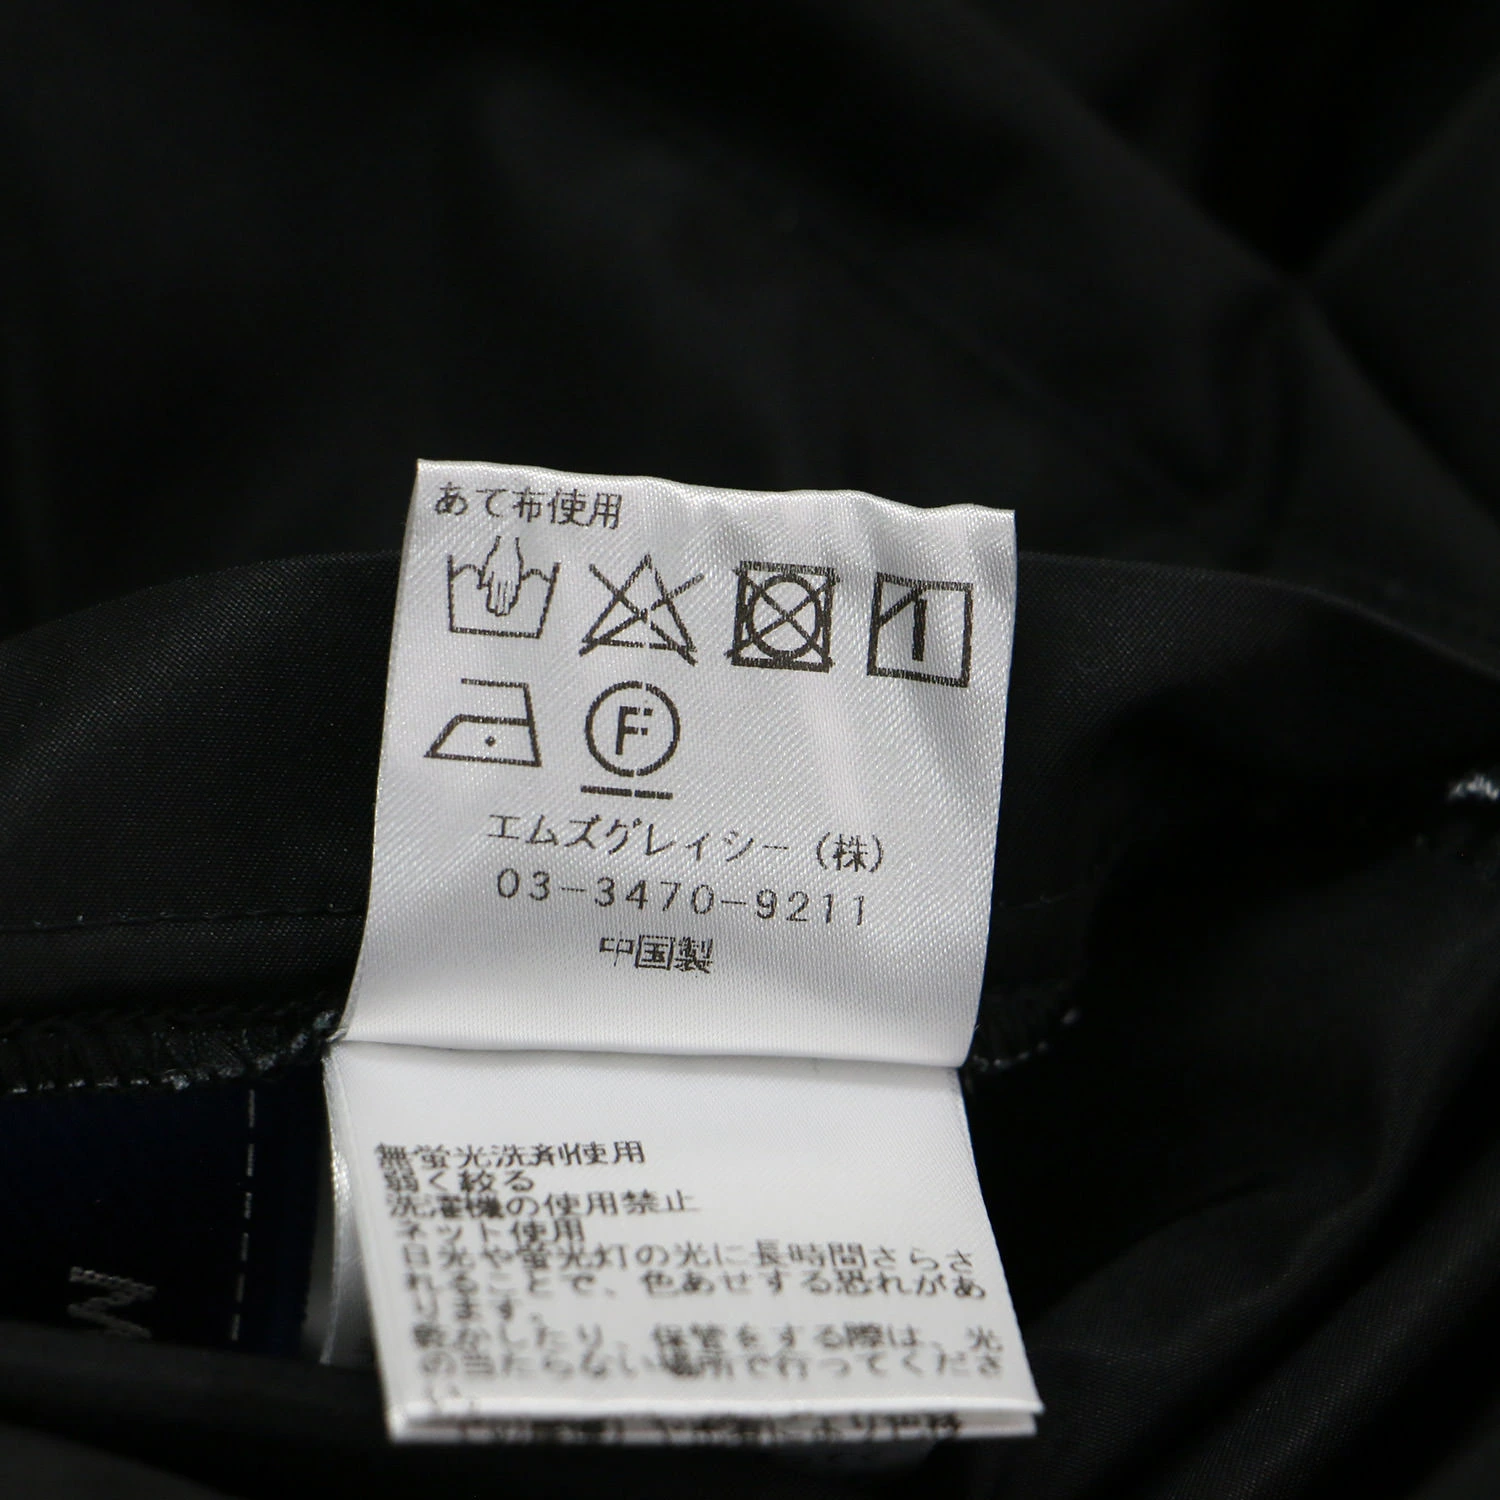 あて布使用
F
エムズグレイシー(株)
03-3470-9211
中国製
無蛍光洗剤使用
弱く絞る
洗濯機の使用禁止
ネット使用
日光や蛍光灯の光に長時間さらさ
れることで、色あせする恐れがあ
ります。
乾かしたり、保管をする際は、光
の当たらない場所で行ってくださ
い。
M